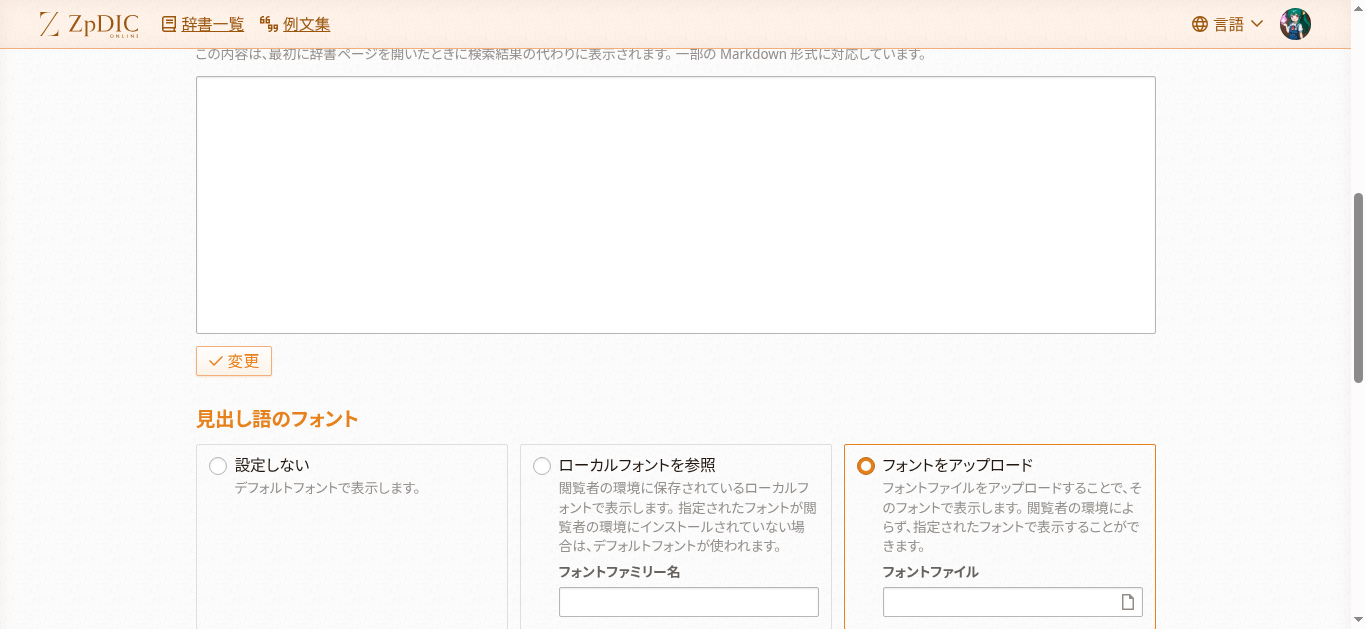 ZpDIC ONLINE 辞書一覧 例文集 言語
この内容は、最初に辞書ページを開いたときに検索結果の代わりに表示されます。一部の Markdown 形式に対応しています。
変更
見出し語のフォント
設定しない
デフォルトフォントで表示します。
ローカルフォントを参照
閲覧者の環境に保存されているローカルフ
ォントで表示します。指定されたフォントが閲
覧者の環境にインストールされていない場
合は、デフォルトフォントが使われます。
フォントファミリー名
フォントをアップロード
フォントファイルをアップロードすることで、そ
のフォントで表示します。閲覧者の環境によ
らず、指定されたフォントで表示することがで
きます。
フォントファイル